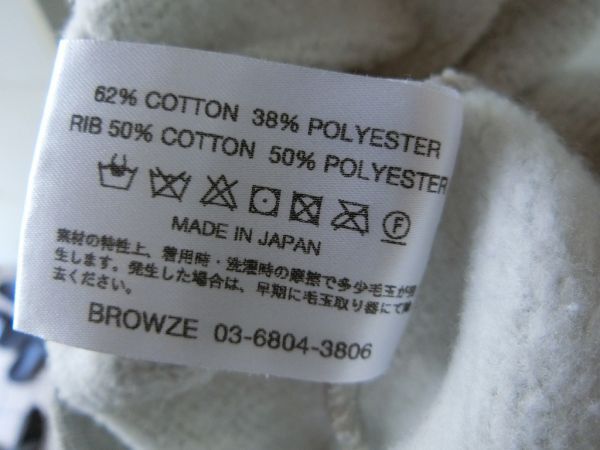 62% COTTON 38% POLYESTER
RIB 50% COTTON 50% POLYESTER
F
MADE IN JAPAN
素材の特性上、着用時・洗濯時の摩擦で多少毛玉が
生します。発生した場合は、早期に毛玉取り器にて
去ください。
BROWZE 03-6804-3806